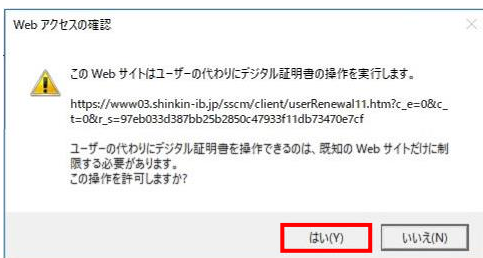 Web アクセスの確認
この Web サイトはユーザーの代わりにデジタル証明書の操作を実行します。
https://www03.shinkin-ib.jp/sscm/client/userRenewal11.htm?c_e=0&c_
t=0&r_s=97eb033d387bb25b2850c47933f11db73470e7cf
ユーザーの代わりにデジタル証明書を操作できるのは、既知の Web サイトだけに制
限する必要があります。
この操作を許可しますか?
はい(Y)
いいえ(N)